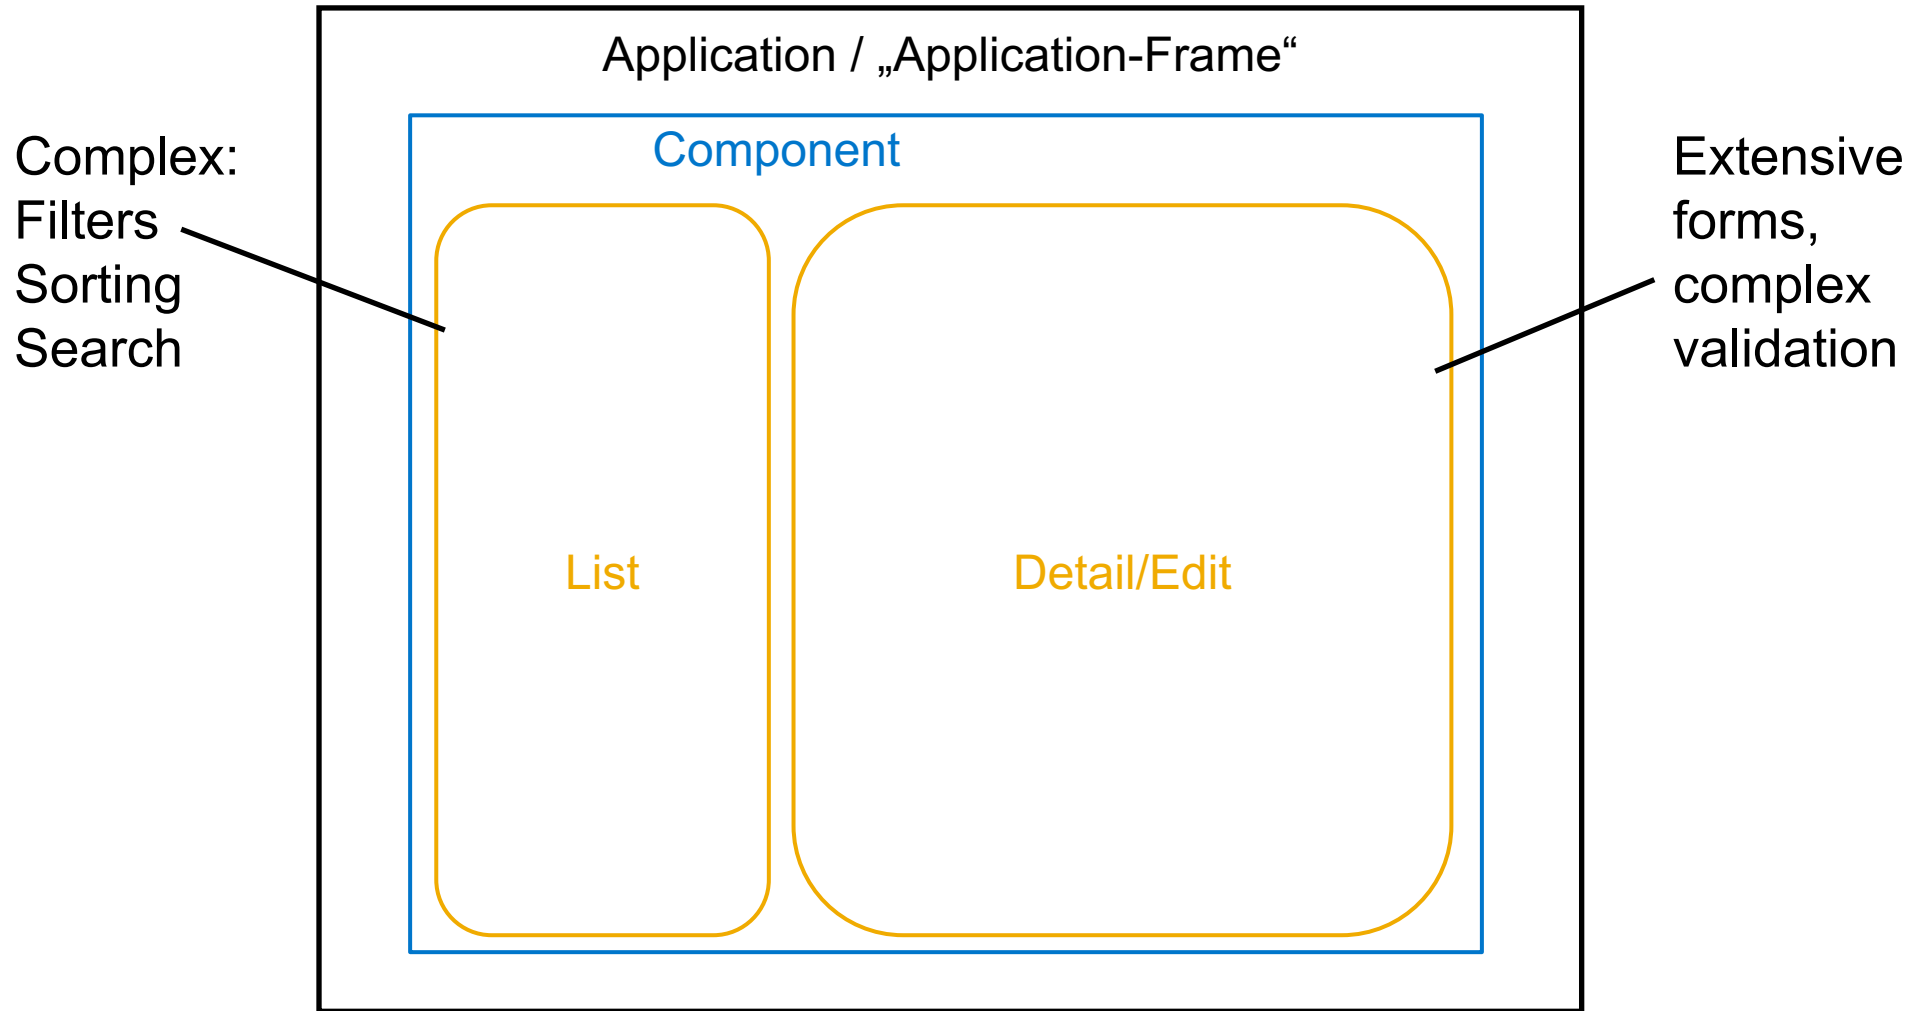 Application / „Application-Frame“
Component
Complex:
Filters
Sorting
Search
Extensive
forms,
complex
validation
List
Detail/Edit